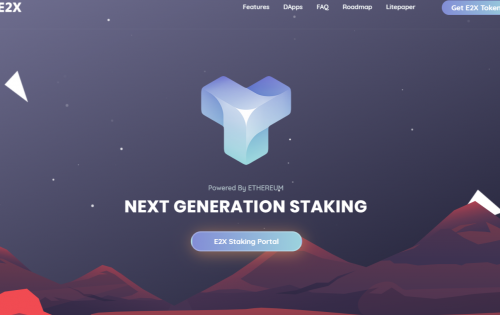 E2X
Features DApps FAQ Roadmap Litepaper Get E2X Token
Powered By ETHEREUM
NEXT GENERATION STAKING
E2X Staking Portal